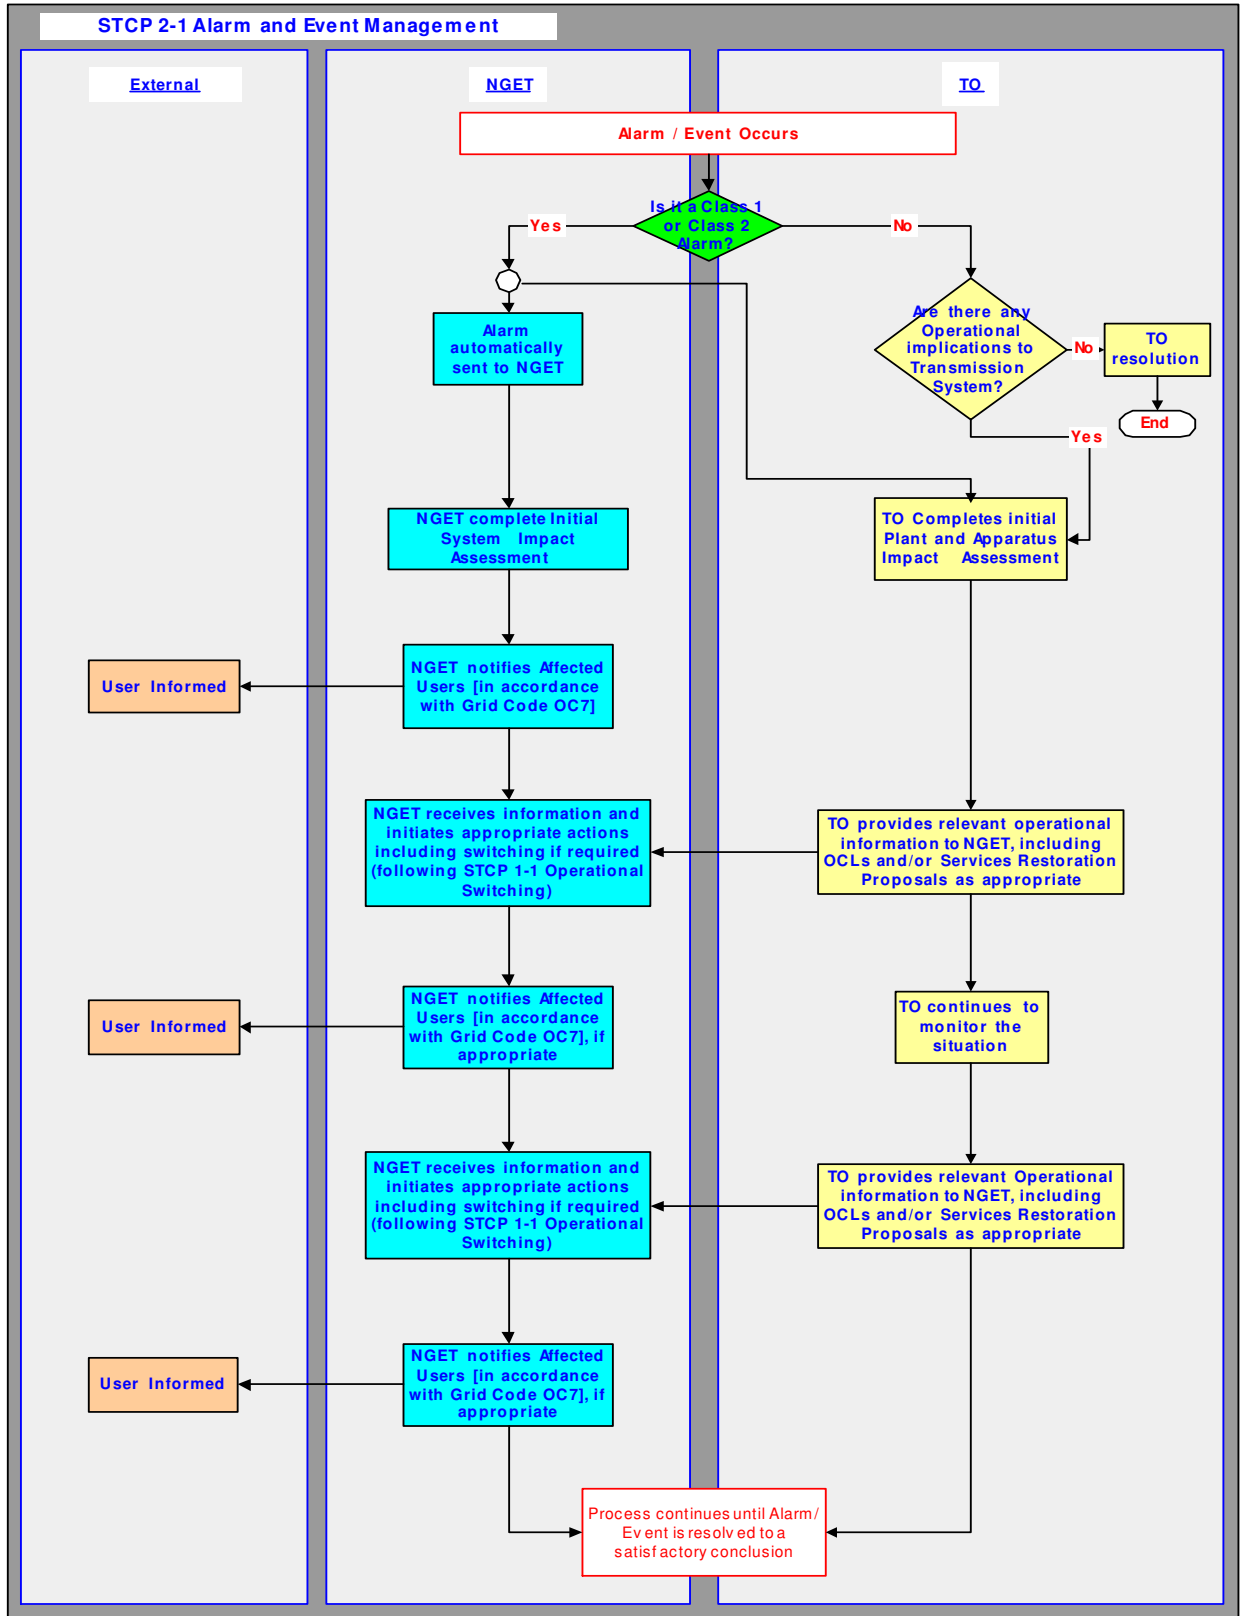 STCP 2-1 Alarm and Event Management
External
NGET
TO
Alarm / Event Occurs
Is it a Class 1
or Class 2
Alarm?
Yes
No
Alarm
automatically
sent to NGET
Are there any
Operational
implications to
Transmission
System?
No
TO
resolution
End
Yes
NGET complete Initial
System Impact
Assessment
TO Completes initial
Plant and Apparatus
Impact Assessment
User Informed
NGET notifies Affected
Users [in accordance
with Grid Code OC7]
NGET receives information and
initiates appropriate actions
including switching if required
(following STCP 1-1 Operational
Switching)
TO provides relevant operational
information to NGET, including
OCLs and/or Services Restoration
Proposals as appropriate
User Informed
NGET notifies Affected
Users [in accordance
with Grid Code OC7], if
appropriate
TO continues to
monitor the
situation
NGET receives information and
initiates appropriate actions
including switching if required
(following STCP 1-1 Operational
Switching)
TO provides relevant Operational
information to NGET, including
OCLs and/or Services Restoration
Proposals as appropriate
User Informed
NGET notifies Affected
Users [in accordance
with Grid Code OC7], if
appropriate
Process continues until Alarm/
Event is resolved to a
satisfactory conclusion